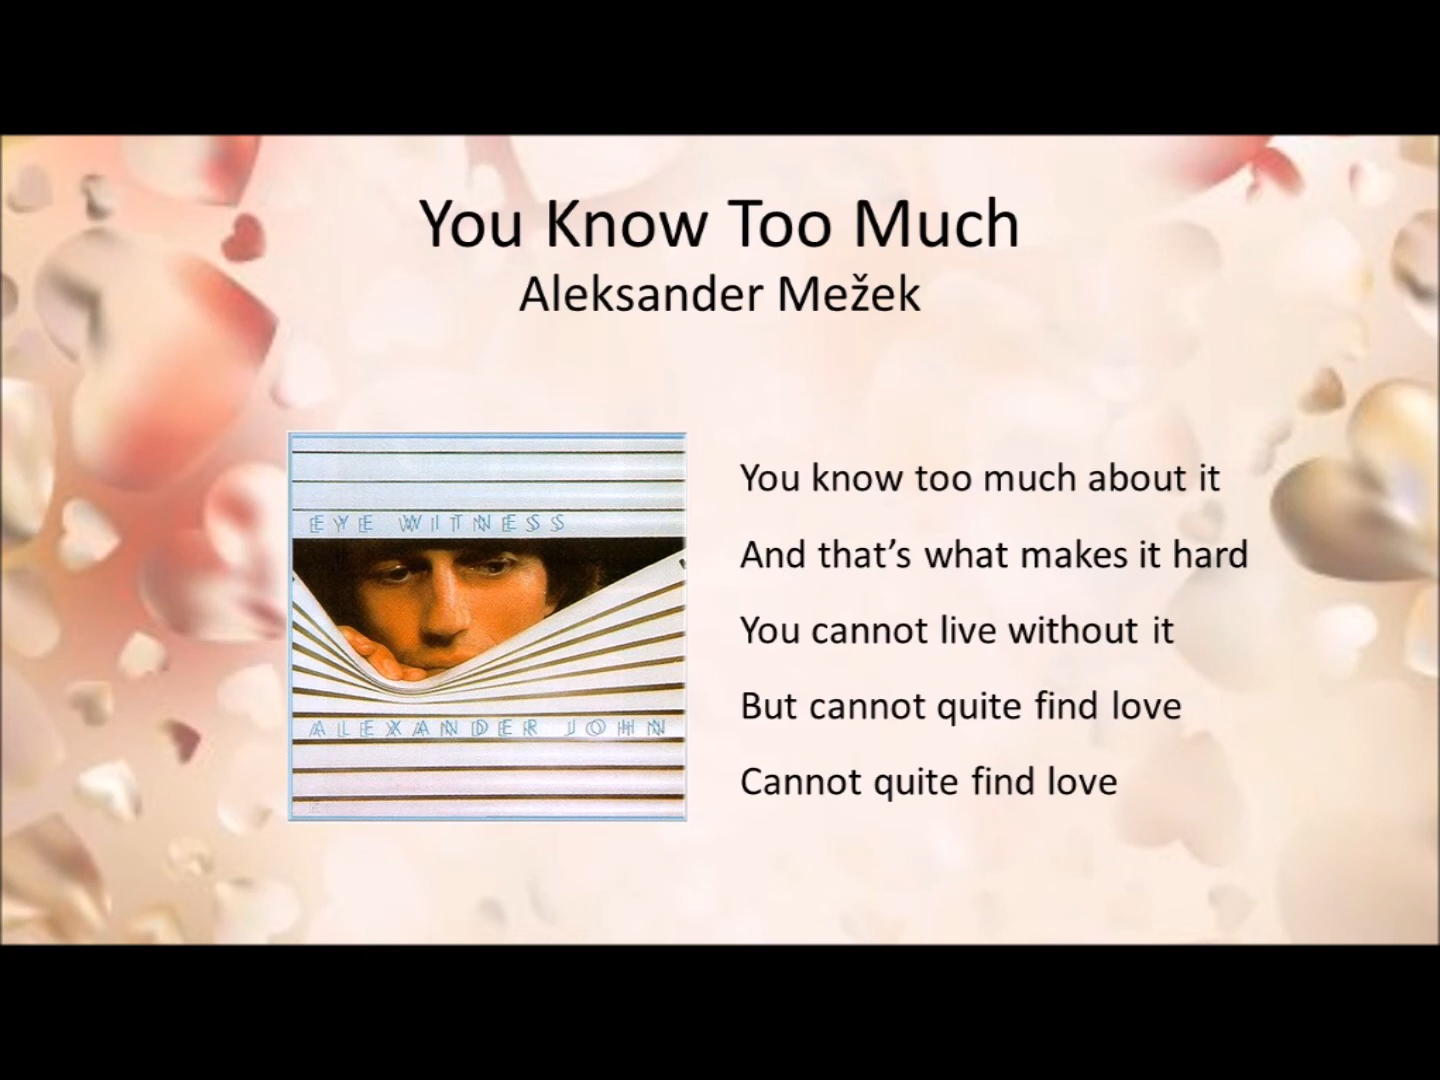 You Know Too Much
Aleksander Mežek
EYE WITNESS
ALEXANDER JOHN
You know too much about it
And that’s what makes it hard
You cannot live without it
But cannot quite find love
Cannot quite find love